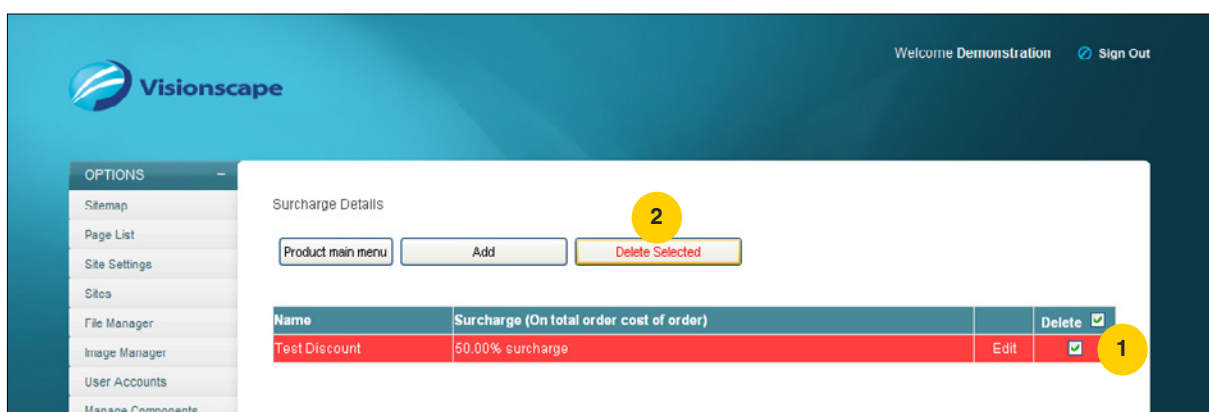 Welcome Demonstration Sign Out
Visionscape
OPTIONS –
Sitemap
Page List
Site Settings
Sites
File Manager
Image Manager
User Accounts
Manage Components
Surcharge Details
2
Product main menu Add Delete Selected
Name Surcharge (On total order cost of order) Delete
Test Discount 50.00% surcharge Edit 1